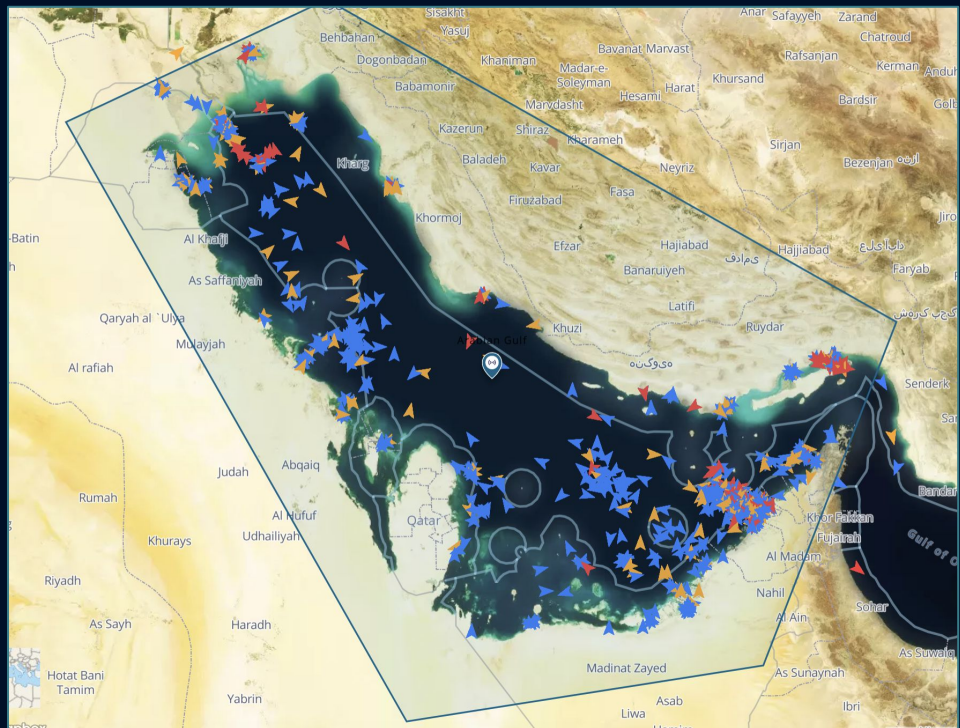 Sisakht
Anar
Safayyeh
Zarand
Yasuj
Behbahan
Chatroud
Bavanat
Marvast
Rafsanjan
Dogonbadan
Khaniman
Kerman
Madar-e-
Soleyman
Khursand
Harat
Babamonir
Hesami
Bardsir
Marvdasht
Kazerun
Shiraz
Kharameh
Sirjan
Kharg
Baladeh
Kavar
Neyriz
Bezenjan
Fasa
Firuzabad
Khormoj
-Batin
Al Khafji
Efzar
Hajiabad
Hajjiabad
Banaruiyeh
Faryab
As Saffaniyah
Latifi
Qaryah al `Ulya
Khuzi
Ruydar
Mulayjah
Al rafiah
Senderk
Judah
Abqaiq
Rumah
Al Hufuf
Qatar
Khor Fakkan
Udhailiyah
Fujairah
Khurays
Al Madam
Riyadh
Nahil
Sohar
As Sayh
Haradh
Al Ain
Madinat Zayed
Hotat Bani
Tamim
As Sunaynah
Yabrin
Asab
Liwa
Ibri